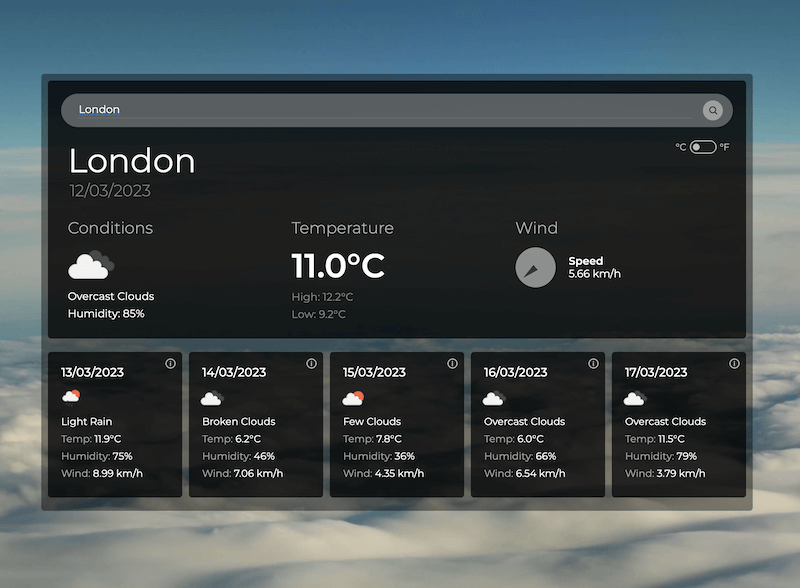 London
°C °F
London
12/03/2023
Conditions
Overcast Clouds
Humidity: 85%
Temperature
11.0°C
High: 12.2°C
Low: 9.2°C
Wind
Speed
5.66 km/h
13/03/2023
Light Rain
Temp: 11.9°C
Humidity: 75%
Wind: 8.99 km/h
14/03/2023
Broken Clouds
Temp: 6.2°C
Humidity: 46%
Wind: 7.06 km/h
15/03/2023
Few Clouds
Temp: 7.8°C
Humidity: 36%
Wind: 4.35 km/h
16/03/2023
Overcast Clouds
Temp: 6.0°C
Humidity: 66%
Wind: 6.54 km/h
17/03/2023
Overcast Clouds
Temp: 11.5°C
Humidity: 79%
Wind: 3.79 km/h